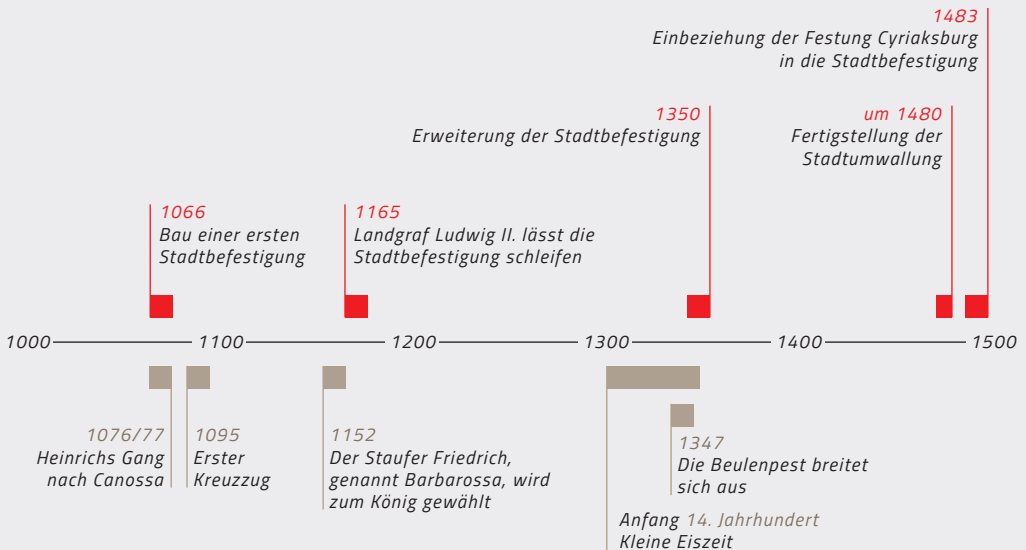 1483
Einbeziehung der Festung Cyriaksburg
in die Stadtbefestigung
1350
Erweiterung der Stadtbefestigung
um 1480
Fertigstellung der
Stadtumwallung
1066
Bau einer ersten
Stadtbefestigung
1165
Landgraf Ludwig II. lässt die
Stadtbefestigung schleifen
1000 1100 1200 1300 1400 1500
1076/77
Heinrichs Gang
nach Canossa
1095
Erster
Kreuzzug
1152
Der Staufer Friedrich,
genannt Barbarossa, wird
zum König gewählt
1347
Die Beulenpest breitet
sich aus
Anfang 14. Jahrhundert
Kleine Eiszeit